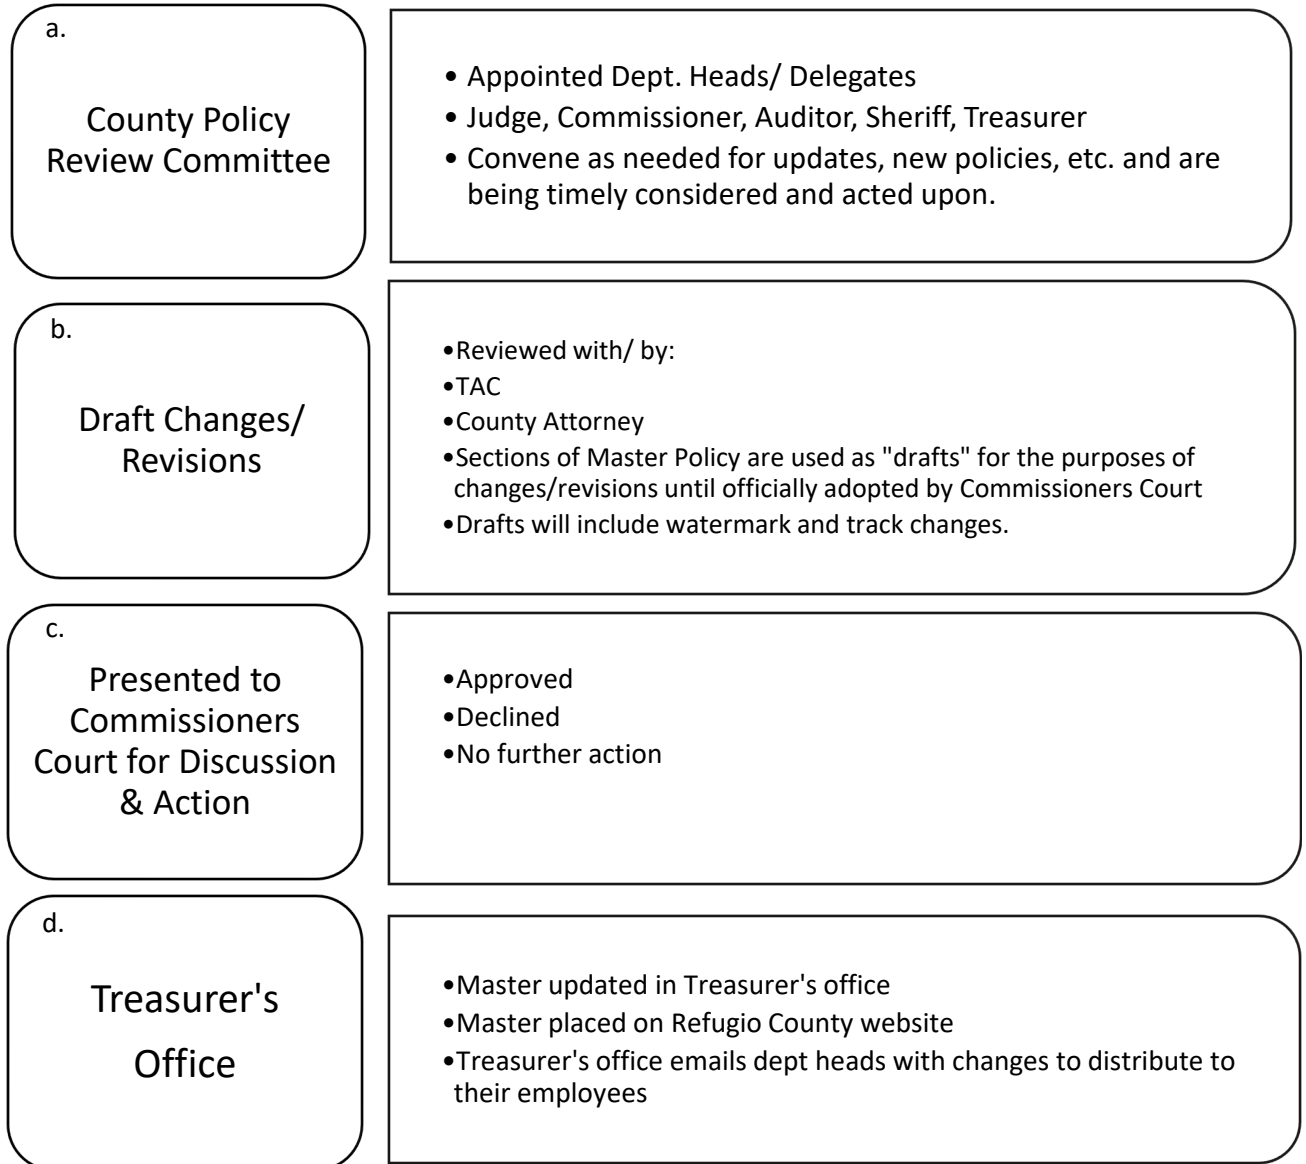 a.
County Policy
Review Committee
• Appointed Dept. Heads/ Delegates
• Judge, Commissioner, Auditor, Sheriff, Treasurer
• Convene as needed for updates, new policies, etc. and are
being timely considered and acted upon.
b.
Draft Changes/
Revisions
•Reviewed with/ by:
•TAC
•County Attorney
•Sections of Master Policy are used as "drafts" for the purposes of
changes/revisions until officially adopted by Commissioners Court
•Drafts will include watermark and track changes.
c.
Presented to
Commissioners
Court for Discussion
& Action
•Approved
•Declined
•No further action
d.
Treasurer's
Office
•Master updated in Treasurer's office
•Master placed on Refugio County website
•Treasurer's office emails dept heads with changes to distribute to
their employees